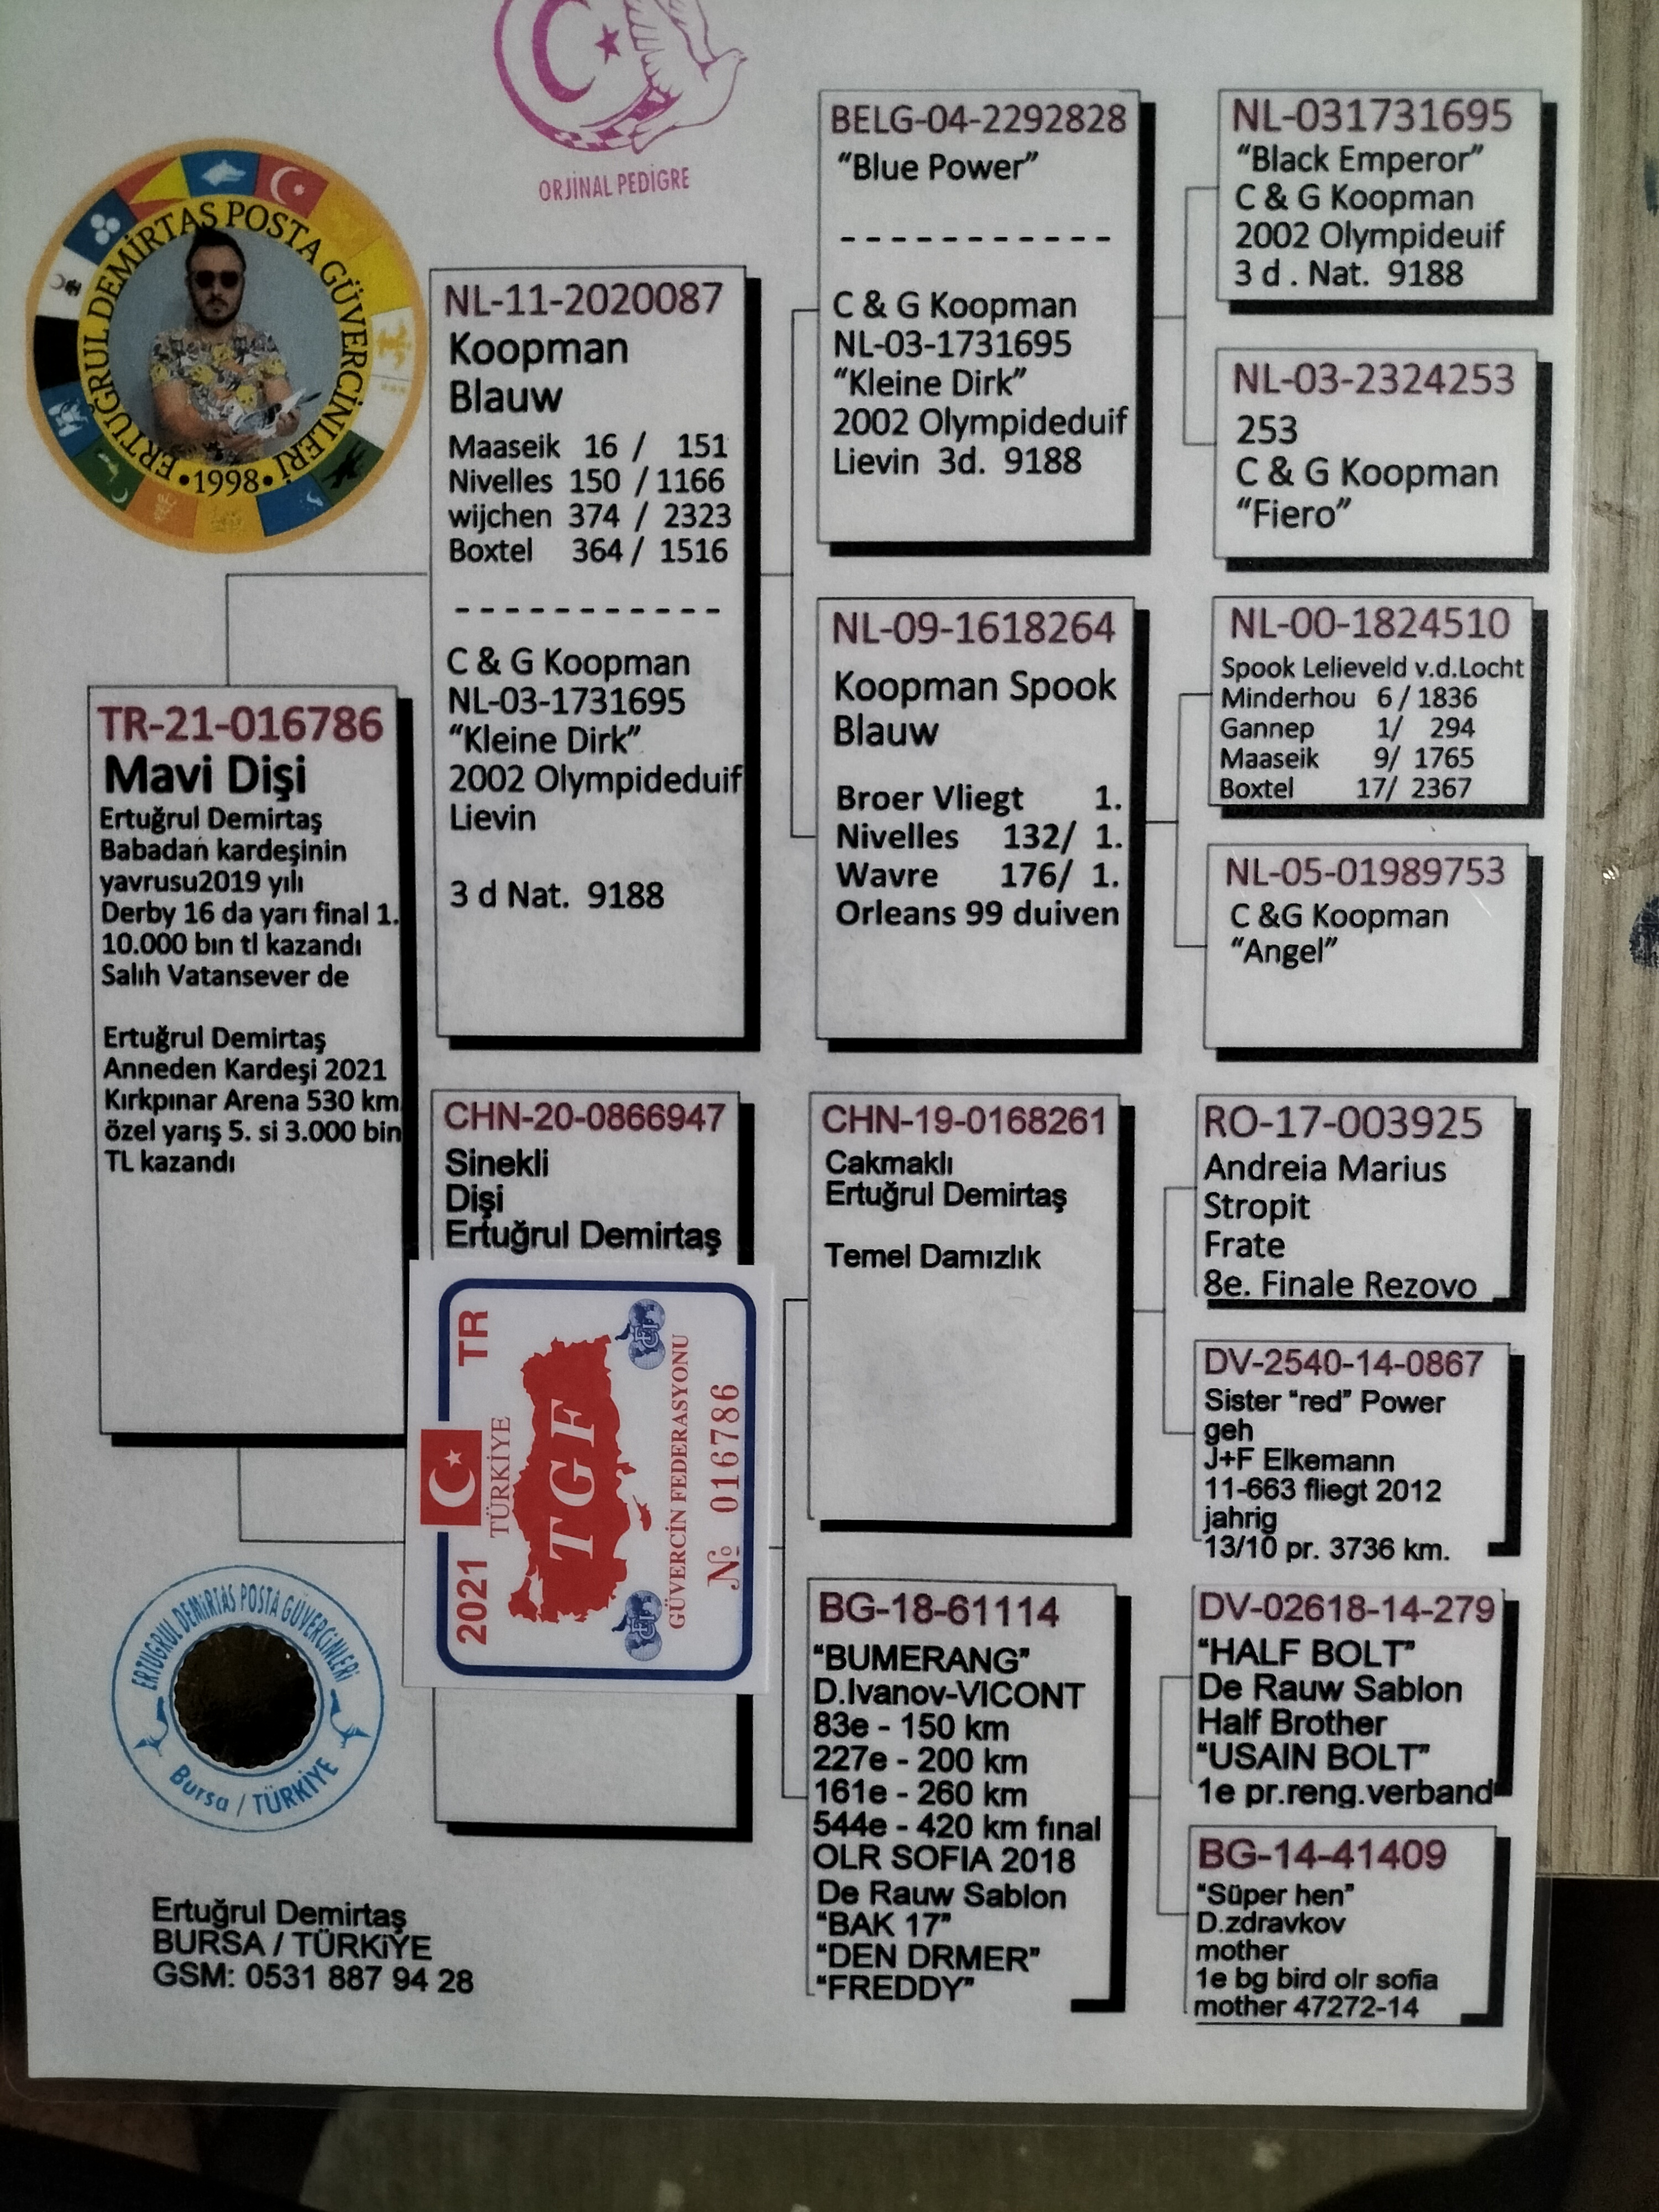 ORJİNAL PEDİGRE
ERTUĞRUL DEMİRTAŞ POSTA GÜVERCİNLERİ
•1998•
TR-21-016786
Mavi Dişi
Ertuğrul Demirtaş
Babadan kardeşinin
yavrusu2019 yılı
Derby 16 da yarı final 1.
10.000 bın tl kazandı
Salıh Vatansever de
Ertuğrul Demirtaş
Anneden Kardeşi 2021
Kırkpınar Arena 530 km
özel yarış 5. si 3.000 bin
TL kazandı
NL-11-2020087
Koopman
Blauw
Maaseik 16 / 151
Nivelles 150 / 1166
wijchen 374 / 2323
Boxtel 364 / 1516
- - - - - - - - - - -
C & G Koopman
NL-03-1731695
“Kleine Dirk”
2002 Olympideduif
Lievin
3 d Nat. 9188
CHN-20-0866947
Sinekli
Dişi
Ertuğrul Demirtaş
2021 TR
TÜRKİYE
TGF
GÜVERCİN FEDERASYONU
№ 016786
BELG-04-2292828
“Blue Power”
- - - - - - - - - - -
C & G Koopman
NL-03-1731695
“Kleine Dirk”
2002 Olympideduif
Lievin 3d. 9188
NL-09-1618264
Koopman Spook
Blauw
Broer Vliegt 1.
Nivelles 132/ 1.
Wavre 176/ 1.
Orleans 99 duiven
CHN-19-0168261
Cakmaklı
Ertuğrul Demirtaş
Temel Damızlık
BG-18-61114
“BUMERANG”
D.Ivanov-VICONT
83e - 150 km
227e - 200 km
161e - 260 km
544e - 420 km fınal
OLR SOFIA 2018
De Rauw Sablon
“BAK 17”
“DEN DRMER”
“FREDDY”
NL-031731695
“Black Emperor”
C & G Koopman
2002 Olympideuif
3 d . Nat. 9188
NL-03-2324253
253
C & G Koopman
“Fiero”
NL-00-1824510
Spook Lelieveld v.d.Locht
Minderhou 6 / 1836
Gannep 1/ 294
Maaseik 9/ 1765
Boxtel 17/ 2367
NL-05-01989753
C &G Koopman
“Angel”
RO-17-003925
Andreia Marius
Stropit
Frate
8e. Finale Rezovo
DV-2540-14-0867
Sister “red” Power
geh
J+F Elkemann
11-663 fliegt 2012
jahrig
13/10 pr. 3736 km.
DV-02618-14-279
“HALF BOLT”
De Rauw Sablon
Half Brother
“USAIN BOLT”
1e pr.reng.verband
BG-14-41409
“Süper hen”
D.zdravkov
mother
1e bg bird olr sofia
mother 47272-14
ERTUĞRUL DEMİRTAŞ POSTA GÜVERCİNLERİ
Bursa / TÜRKİYE
Ertuğrul Demirtaş
BURSA / TÜRKiYE
GSM: 0531 887 94 28